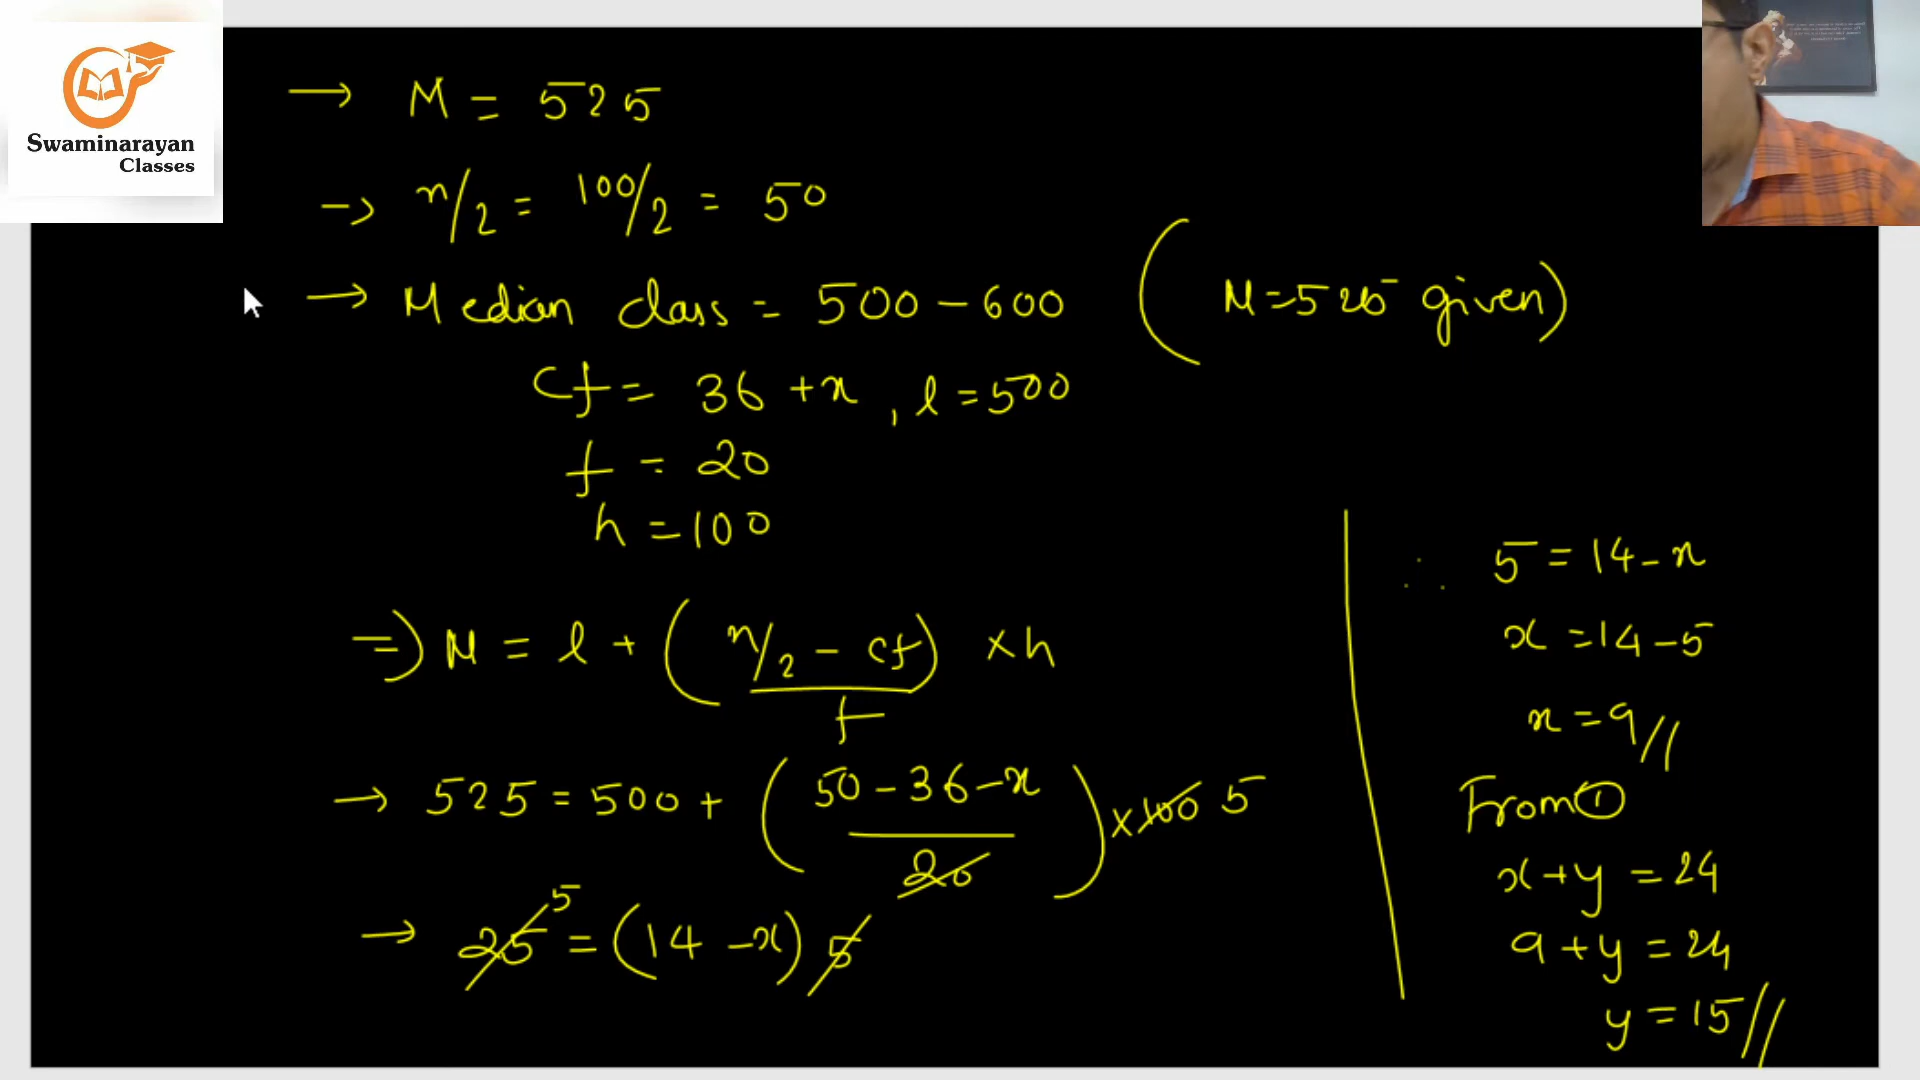 Swaminarayan
Classes
→ M = 525
→ n/2 = 100/2 = 50
→ Median class = 500 - 600 (M = 525 given)
cf = 36 + x, l = 500
f = 20
h = 100
⇒ M = l + (n/2 - cf / f) × h
→ 525 = 500 + (50 - 36 - x / 20) × 100 5
→ 25 5 = (14 - x) 5
∴ 5 = 14 - x
x = 14 - 5
x = 9 //
From ①
x + y = 24
9 + y = 24
y = 15 //